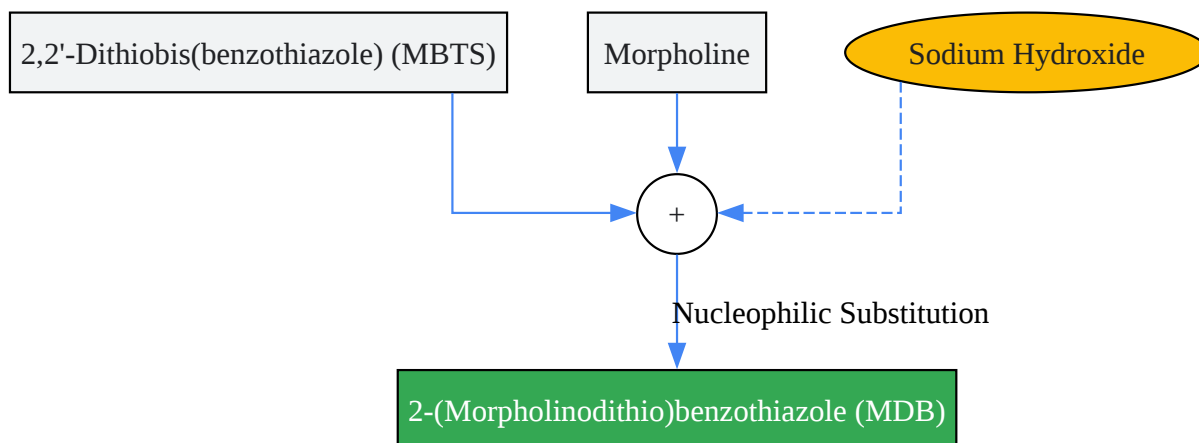 2,2'-Dithiobis(benzothiazole) (MBTS)
Morpholine
Sodium Hydroxide
+
Nucleophilic Substitution
2-(Morpholinodithio)benzothiazole (MDB)